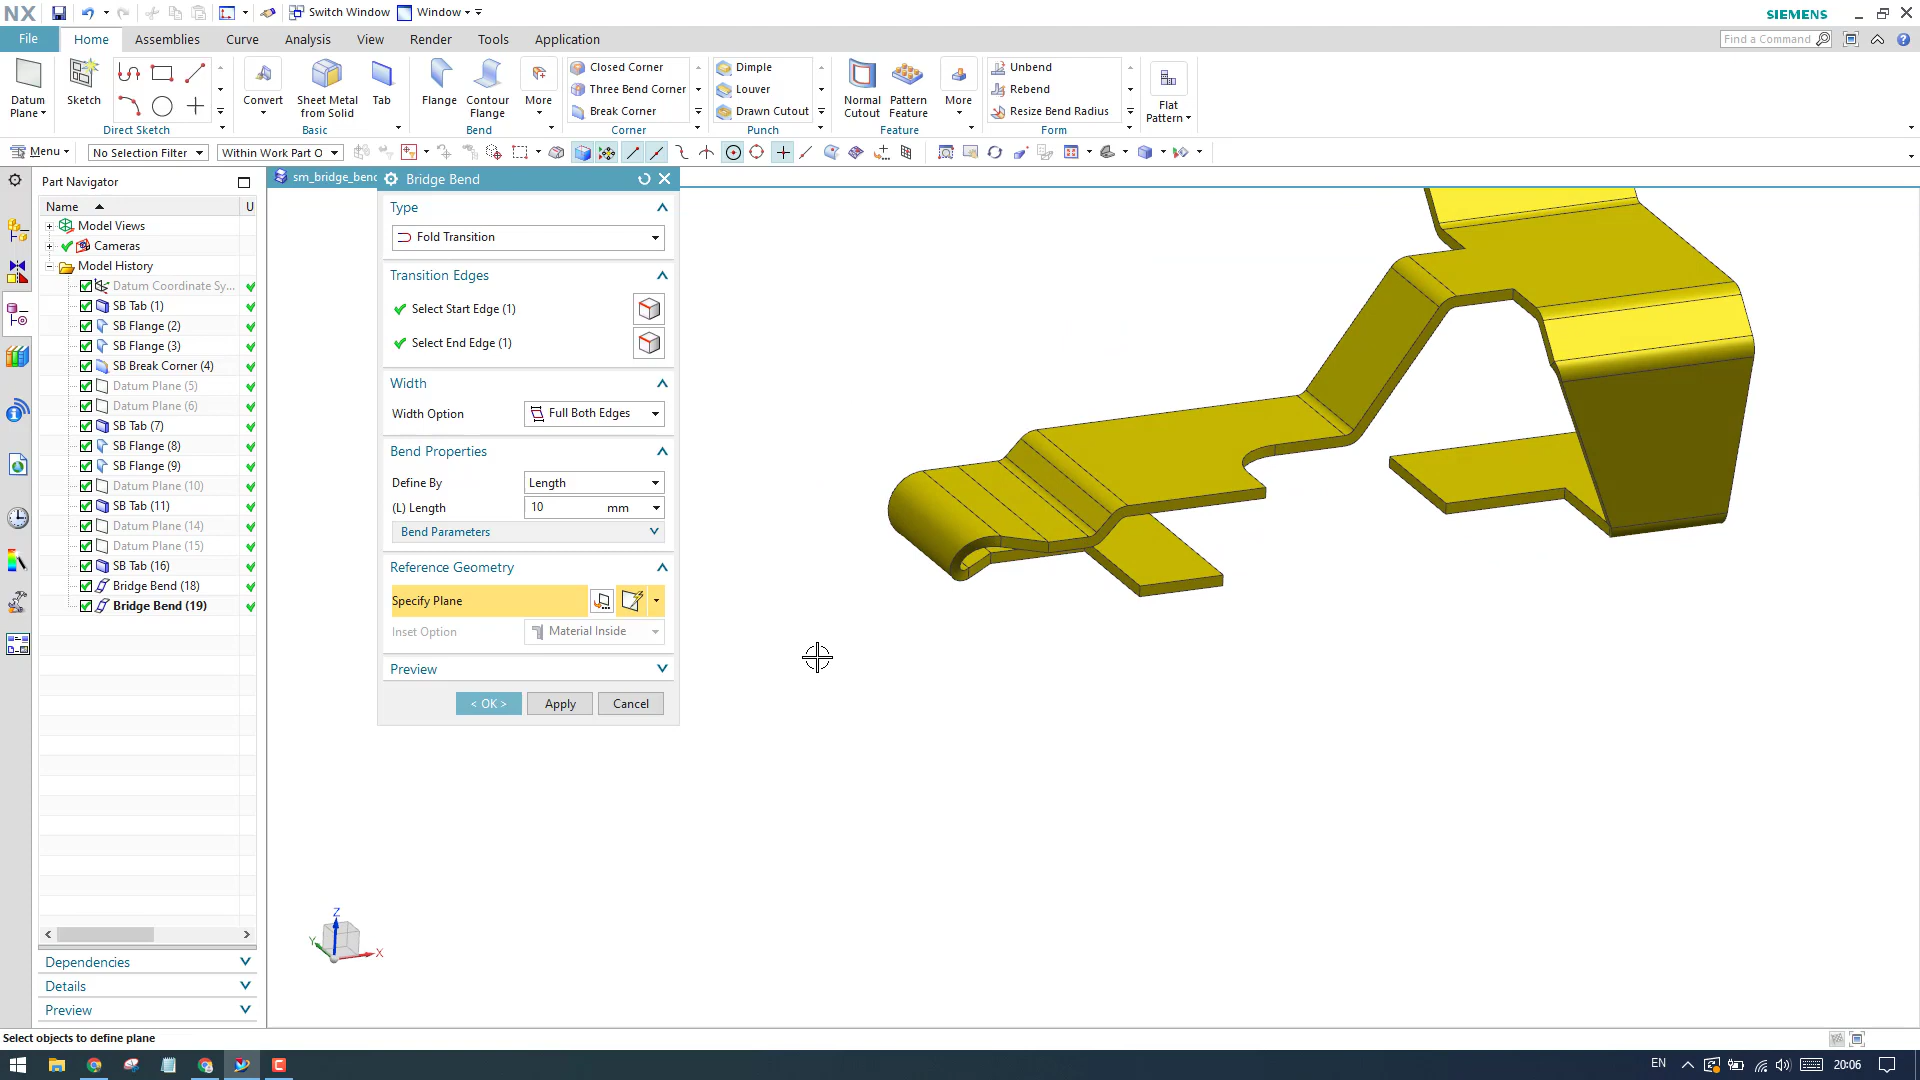 NX
Switch Window
Window
SIEMENS
File
Home
Assemblies
Curve
Analysis
View
Render
Tools
Application
Find a Command
Datum Plane
Sketch
Direct Sketch
Convert
Sheet Metal from Solid
Tab
Basic
Flange
Contour Flange
More
Bend
Closed Corner
Three Bend Corner
Break Corner
Corner
Dimple
Louver
Drawn Cutout
Punch
Normal Cutout
Pattern Feature
More
Feature
Unbend
Rebend
Resize Bend Radius
Form
Flat Pattern
Menu
No Selection Filter
Within Work Part O
Part Navigator
Name
U
Model Views
Cameras
Model History
Datum Coordinate Sy...
SB Tab (1)
SB Flange (2)
SB Flange (3)
SB Break Corner (4)
Datum Plane (5)
Datum Plane (6)
SB Tab (7)
SB Flange (8)
SB Flange (9)
Datum Plane (10)
SB Tab (11)
Datum Plane (14)
Datum Plane (15)
SB Tab (16)
Bridge Bend (18)
Bridge Bend (19)
Dependencies
Details
Preview
sm_bridge_bend
Bridge Bend
Type
Fold Transition
Transition Edges
Select Start Edge (1)
Select End Edge (1)
Width
Width Option
Full Both Edges
Bend Properties
Define By
Length
(L) Length
10
mm
Bend Parameters
Reference Geometry
Specify Plane
Inset Option
Material Inside
Preview
< OK >
Apply
Cancel
Z
Y
X
Select objects to define plane
EN
20:06